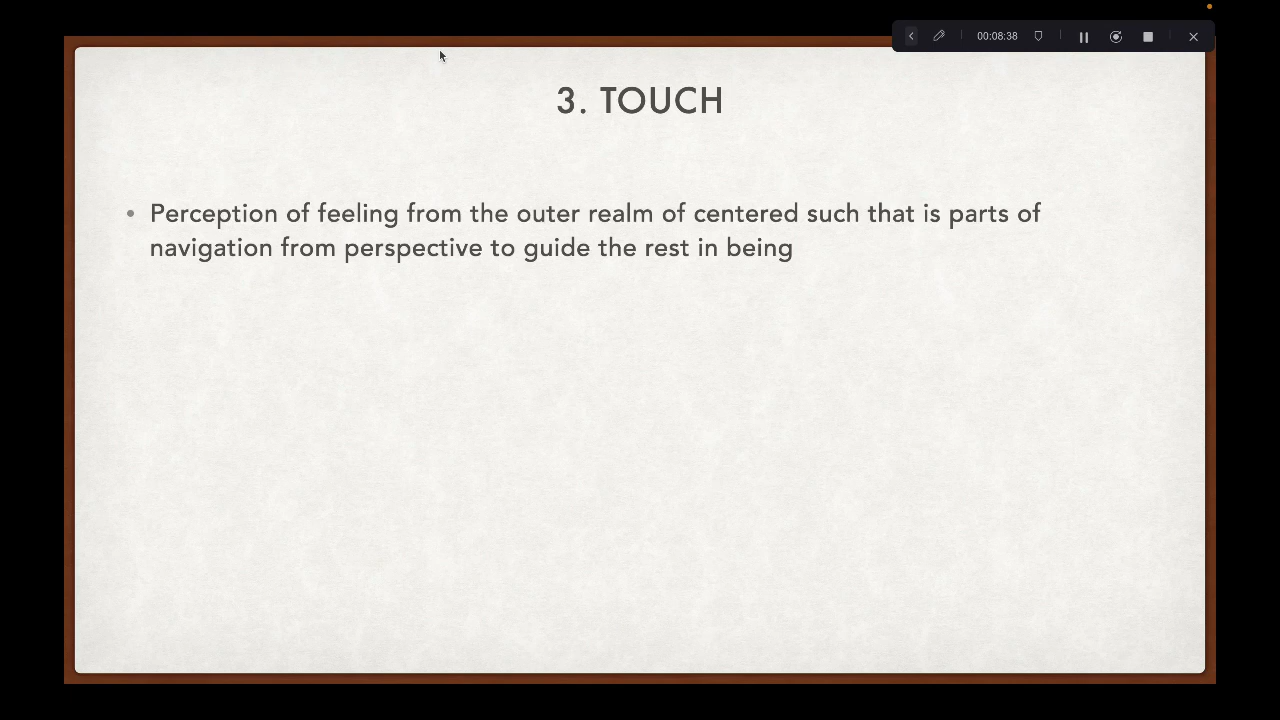 00:08:38
3. TOUCH
• Perception of feeling from the outer realm of centered such that is parts of
navigation from perspective to guide the rest in being